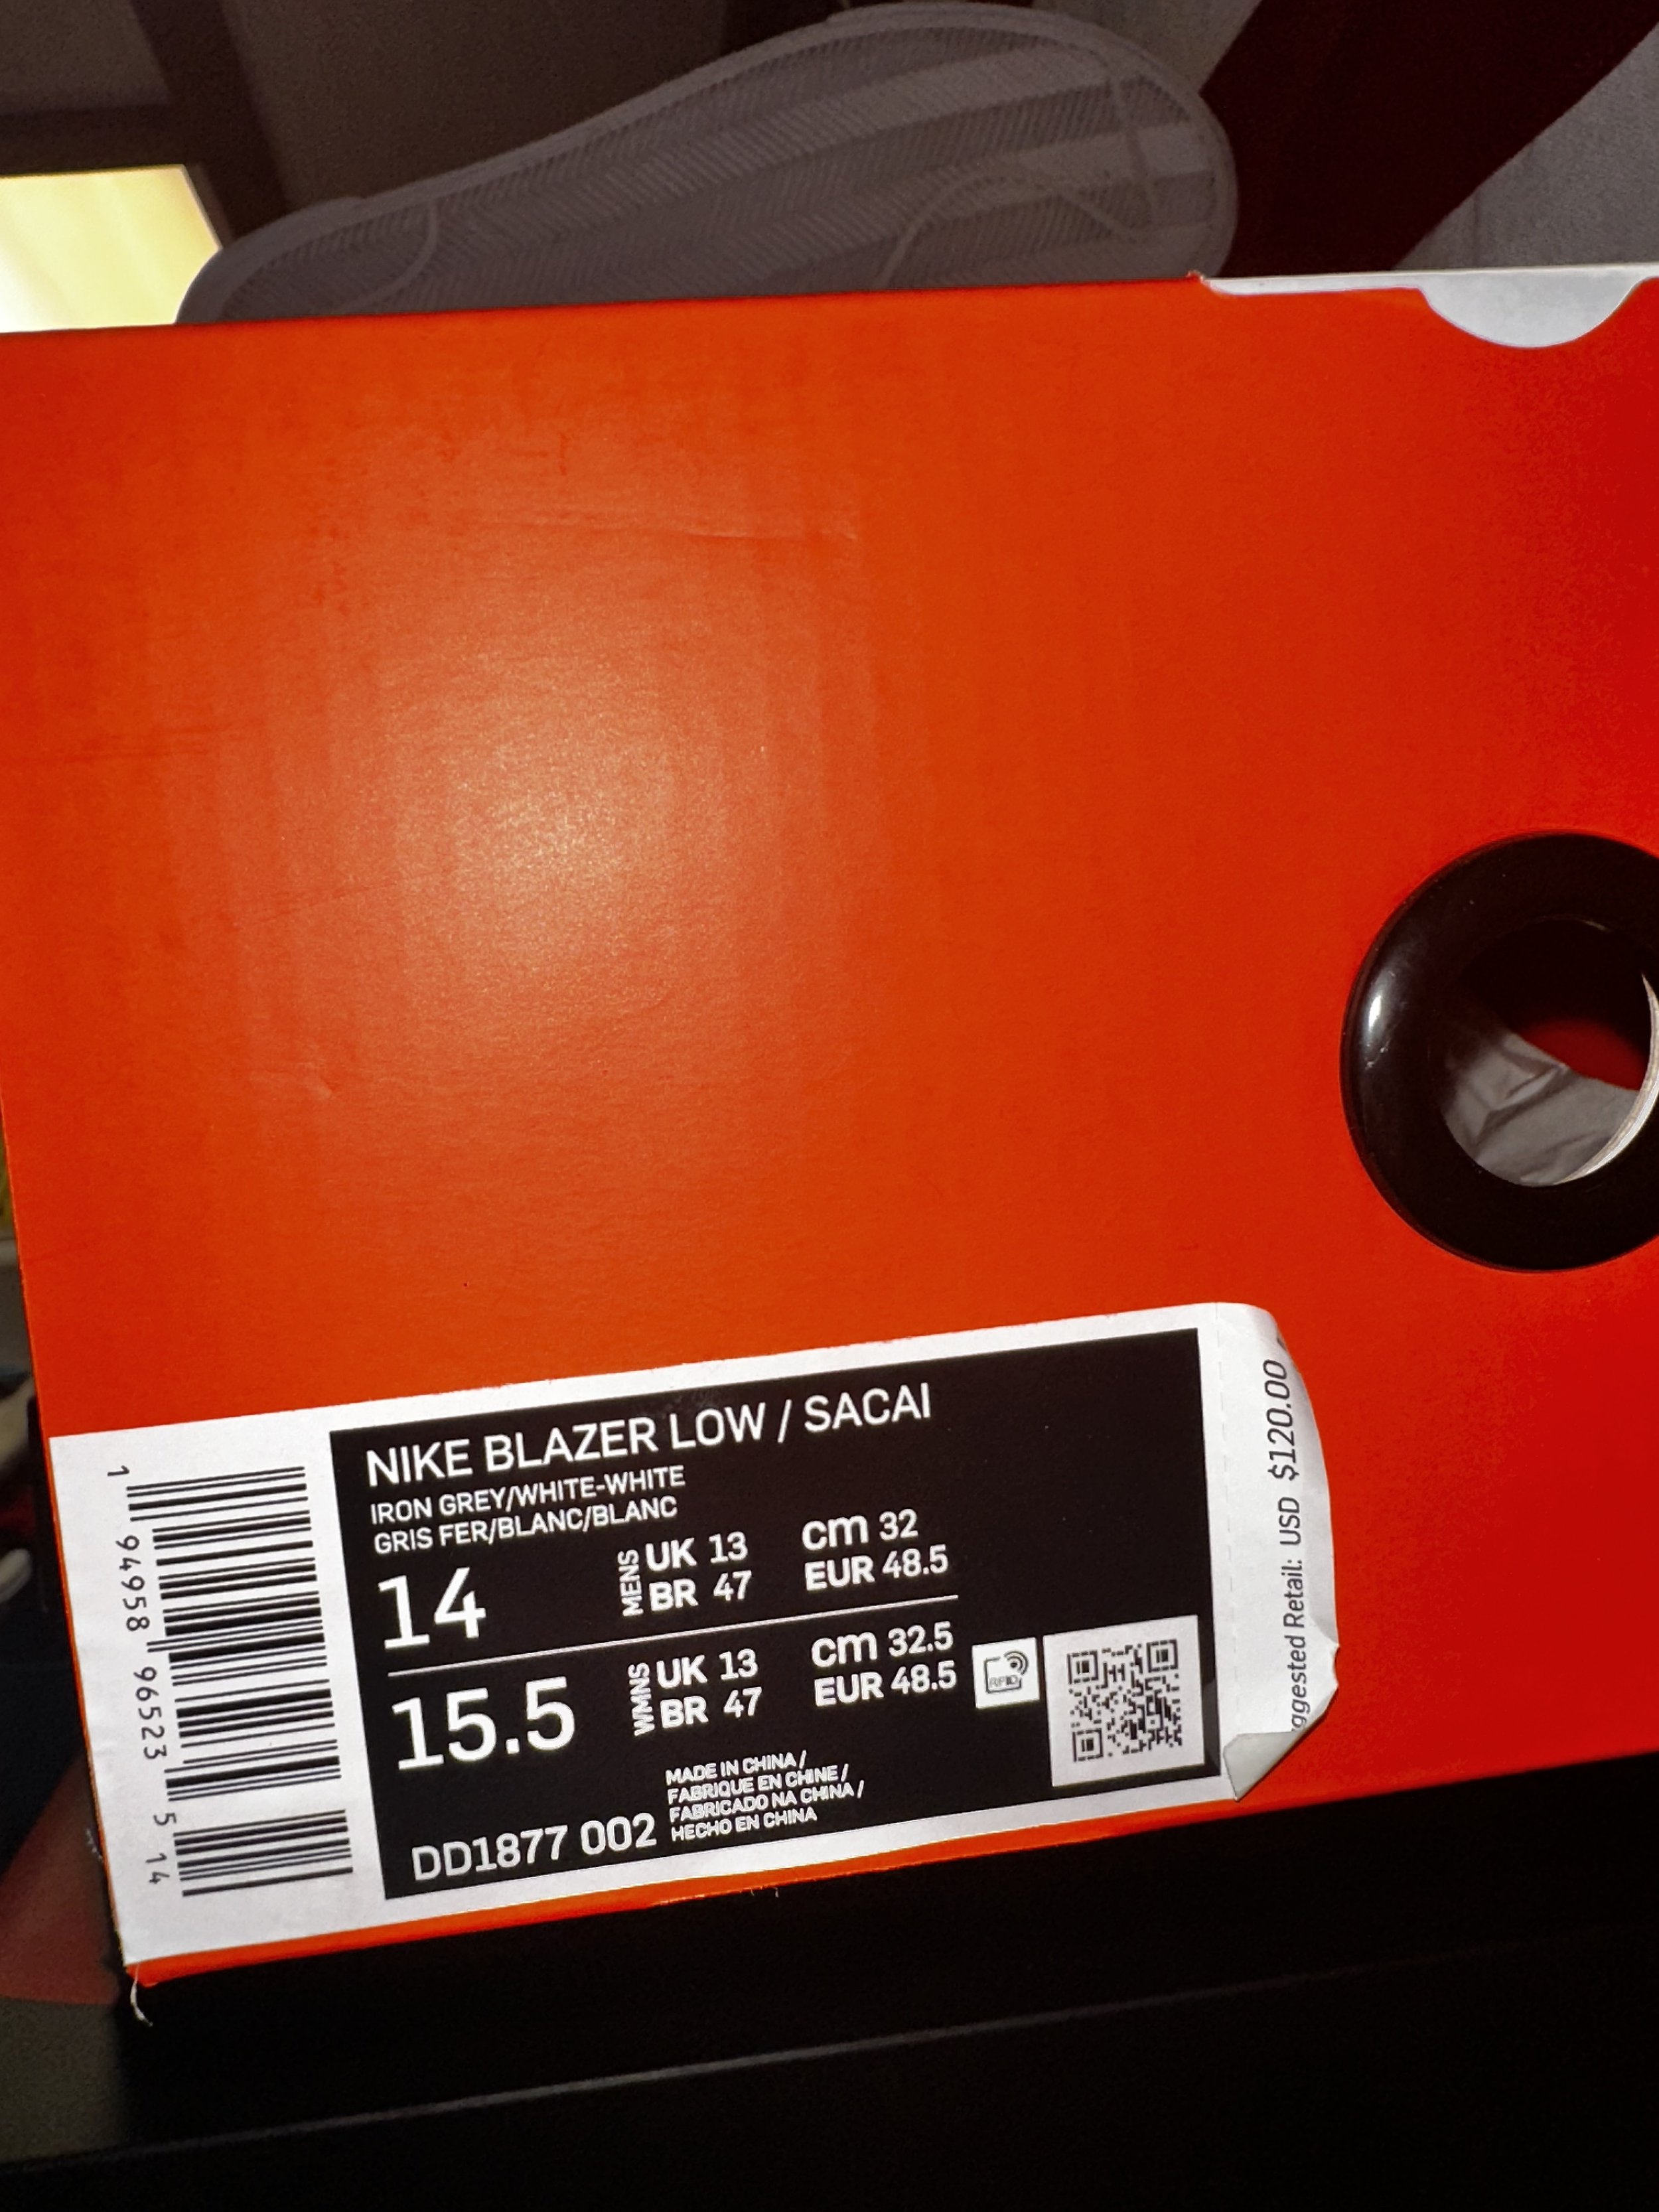 NIKE BLAZER LOW / SACAI
IRON GREY/WHITE-WHITE
GRIS FER/BLANC/BLANC
14
MENS
UK 13
BR 47
cm 32
EUR 48.5
15.5
WMNS
UK 13
BR 47
cm 32.5
EUR 48.5
RFID
DD1877 002
MADE IN CHINA /
FABRIQUE EN CHINE /
FABRICADO NA CHINA /
HECHO EN CHINA
1 94958 96523 5 14
ggested Retail: USD $120.00